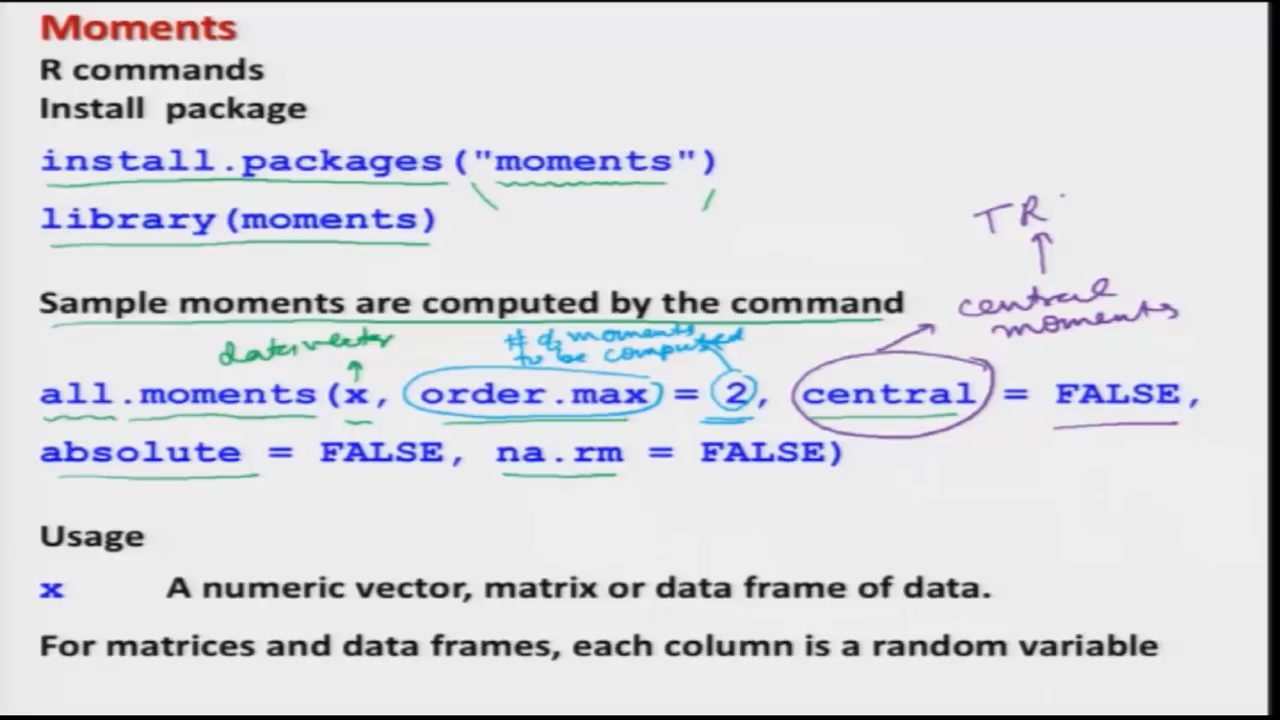 Moments
R commands
Install package
install.packages("moments")
library(moments)
TR
central
moments
Sample moments are computed by the command
data vector
# of moments
to be computed
all.moments(x, order.max = 2, central = FALSE,
absolute = FALSE, na.rm = FALSE)
Usage
x A numeric vector, matrix or data frame of data.
For matrices and data frames, each column is a random variable